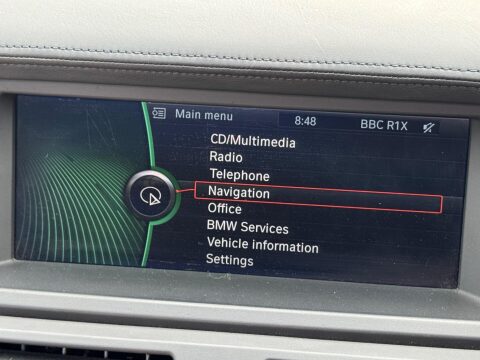 Main menu 8:48 BBC R1X
CD/Multimedia
Radio
Telephone
Navigation
Office
BMW Services
Vehicle information
Settings